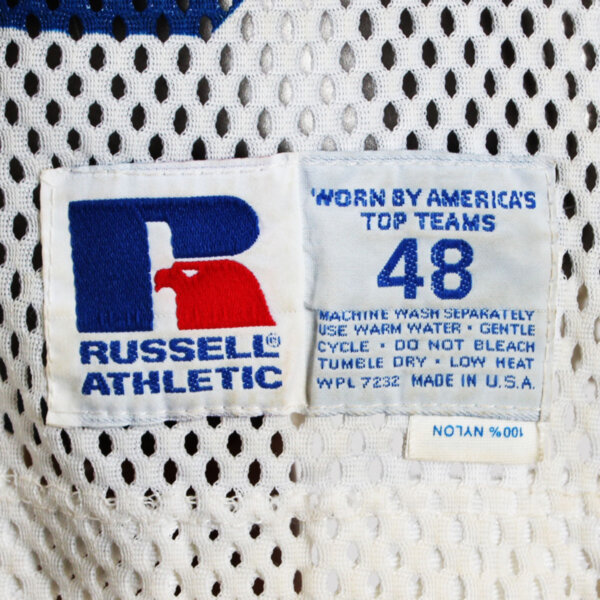 RUSSELL®
ATHLETIC
WORN BY AMERICA'S
TOP TEAMS
48
MACHINE WASH SEPARATELY
USE WARM WATER • GENTLE
CYCLE • DO NOT BLEACH
TUMBLE DRY • LOW HEAT
WPL 7232 MADE IN U.S.A.
100% NYLON